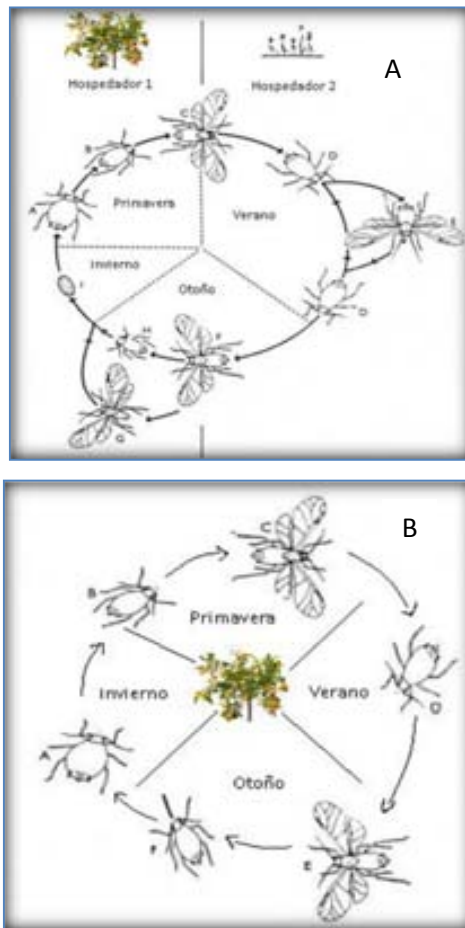 A
Hospedador 1
Hospedador 2
C
B
D
A
Primavera
Verano
E
Invierno
I
Otoño
D
H
F
G
B
C
B
Primavera
Invierno
Verano
D
A
Otoño
F
E